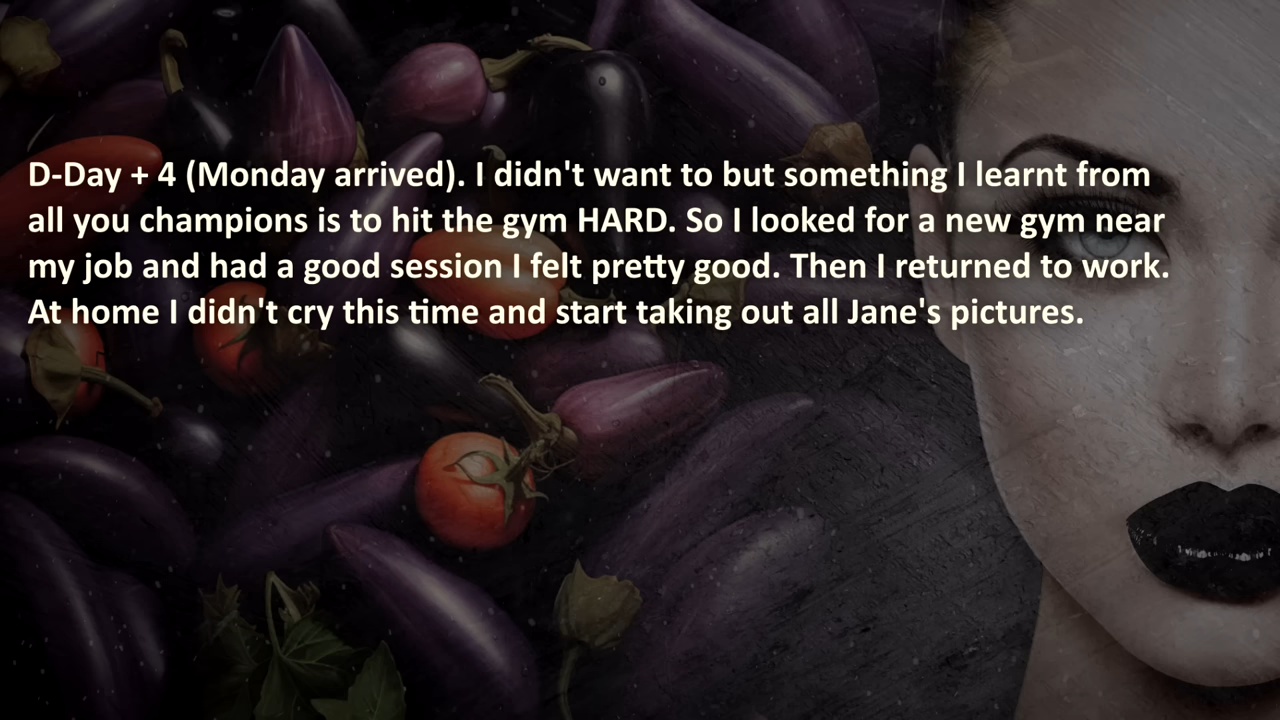 D-Day + 4 (Monday arrived). I didn't want to but something I learnt from
all you champions is to hit the gym HARD. So I looked for a new gym near
my job and had a good session I felt pretty good. Then I returned to work.
At home I didn't cry this time and start taking out all Jane's pictures.